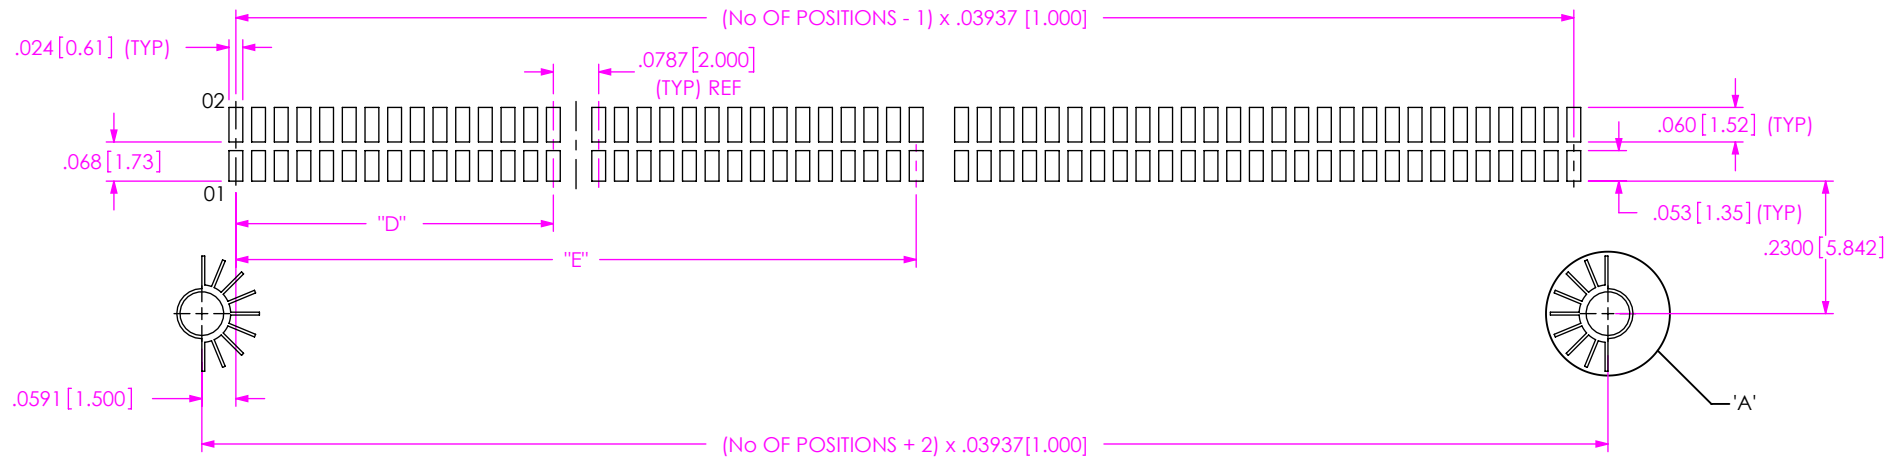 (No OF POSITIONS - 1) x .03937 [1.000]
.024[0.61] (TYP)
.0787[2.000]
(TYP) REF
02
.060[1.52] (TYP)
.068[1.73]
01
.053[1.35](TYP)
"D"
.2300[5.842]
"E"
.0591[1.500]
'A'
(No OF POSITIONS + 2) x .03937[1.000]